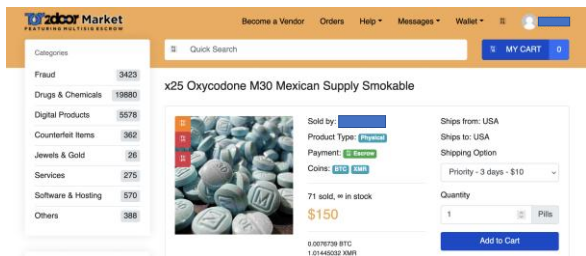 Torzdoor Market
FEATURING MULTISIG ESCROW
Become a Vendor Orders Help Messages Wallet
Quick Search
MY CART 0
Categories
Fraud 3423
Drugs & Chemicals 19880
Digital Products 5578
Counterfeit Items 362
Jewels & Gold 26
Services 275
Software & Hosting 570
Others 388
x25 Oxycodone M30 Mexican Supply Smokable
Sold by:
Product Type: Physical
Payment: Escrow
Coins: BTC XMR
71 sold, ∞ in stock
$150
0.0076739 BTC
1.01445032 XMR
Ships from: USA
Ships to: USA
Shipping Option
Priority - 3 days - $10
Quantity
1 Pills
Add to Cart
M